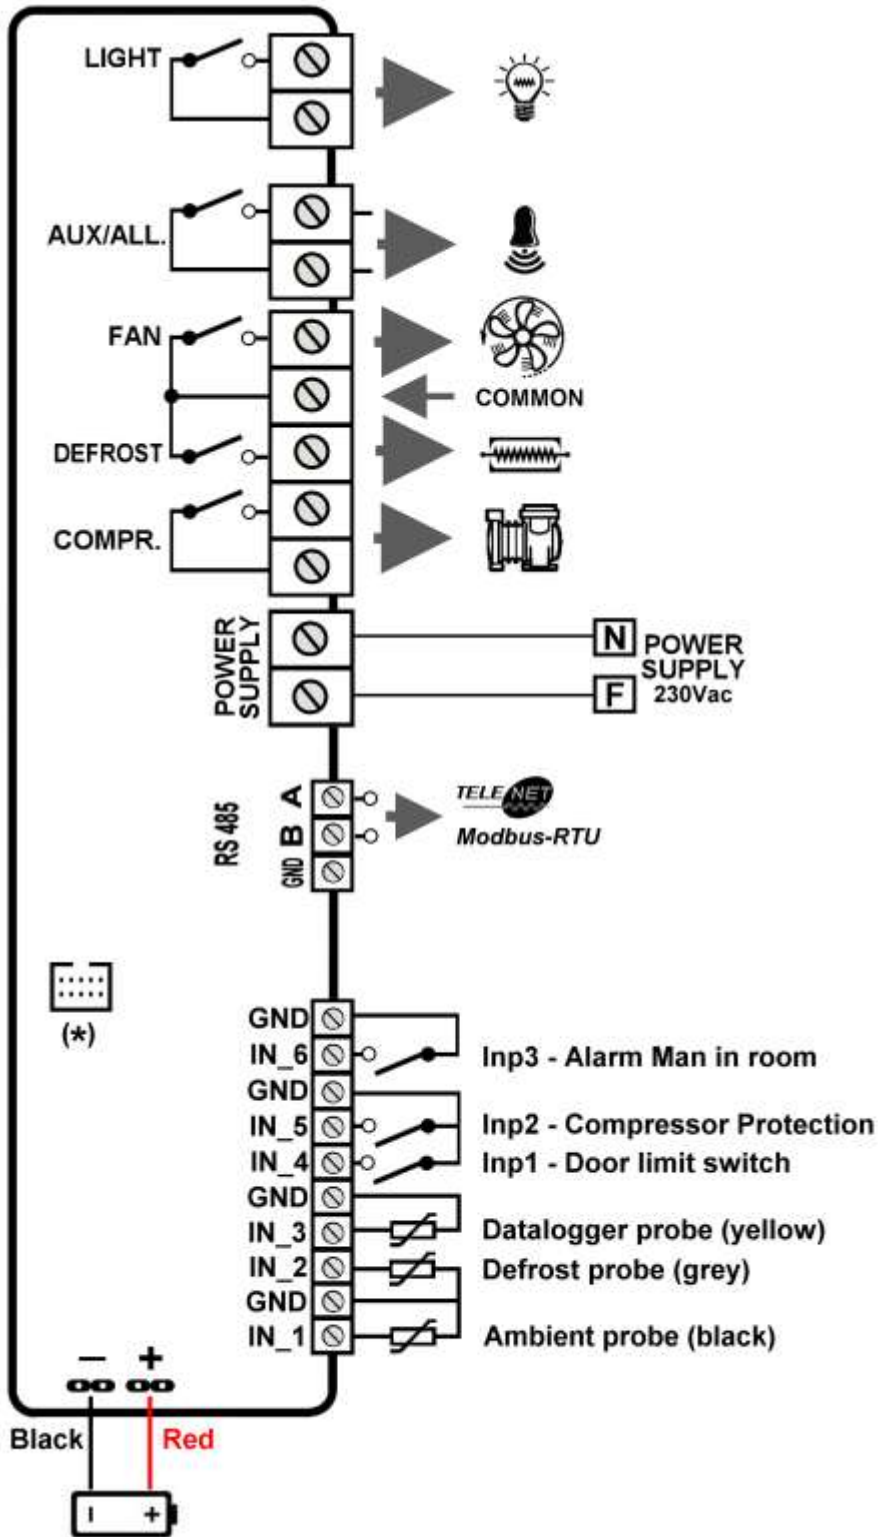 LIGHT
AUX/ALL.
FAN
COMMON
DEFROST
COMPR.
POWER
SUPPLY
N
F
POWER
SUPPLY
230Vac
RS 485
A
B
GND
TELE NET
Modbus-RTU
(*)
GND
IN_6
Inp3 - Alarm Man in room
GND
IN_5
Inp2 - Compressor Protection
IN_4
Inp1 - Door limit switch
GND
IN_3
Datalogger probe (yellow)
IN_2
Defrost probe (grey)
GND
IN_1
Ambient probe (black)
– +
Black
Red
– +